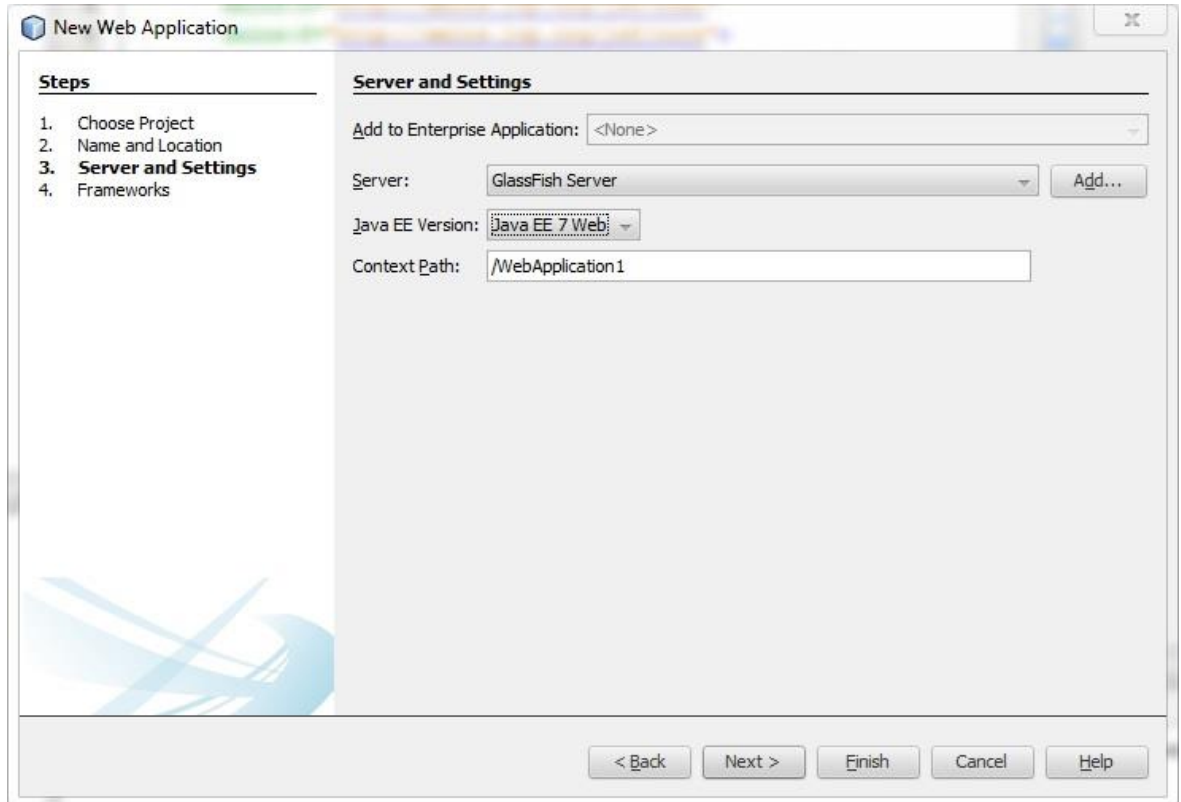 New Web Application
Steps
1. Choose Project
2. Name and Location
3. Server and Settings
4. Frameworks
Server and Settings
Add to Enterprise Application: <None>
Server: GlassFish Server Add...
Java EE Version: Java EE 7 Web
Context Path: /WebApplication1
< Back Next > Finish Cancel Help